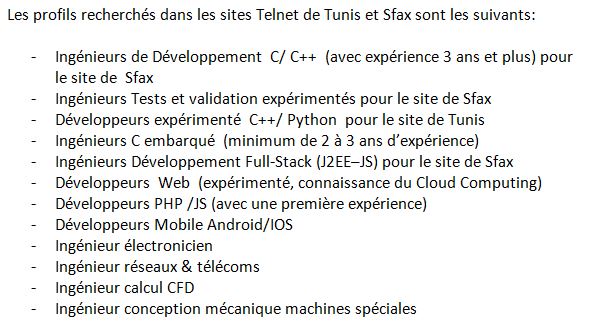 Les profils recherchés dans les sites Telnet de Tunis et Sfax sont les suivants:
- Ingénieurs de Développement C/ C++ (avec expérience 3 ans et plus) pour
le site de Sfax
- Ingénieurs Tests et validation expérimentés pour le site de Sfax
- Développeurs expérimenté C++/ Python pour le site de Tunis
- Ingénieurs C embarqué (minimum de 2 à 3 ans d’expérience)
- Ingénieurs Développement Full-Stack (J2EE–JS) pour le site de Sfax
- Développeurs Web (expérimenté, connaissance du Cloud Computing)
- Développeurs PHP /JS (avec une première expérience)
- Développeurs Mobile Android/IOS
- Ingénieur électronicien
- Ingénieur réseaux & télécoms
- Ingénieur calcul CFD
- Ingénieur conception mécanique machines spéciales